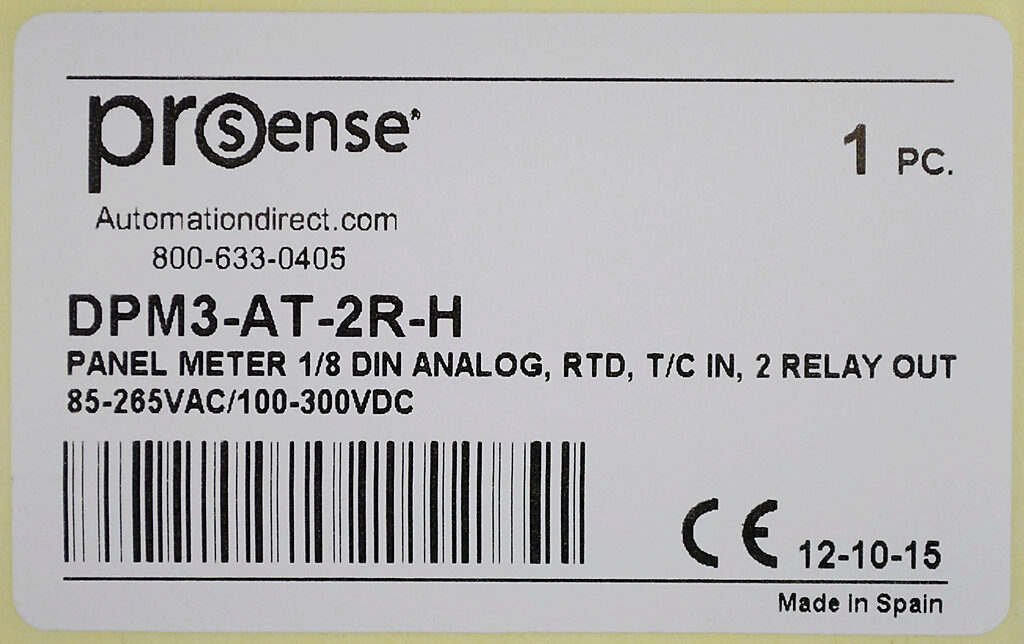 prosense®
1 PC.
Automationdirect.com
800-633-0405
DPM3-AT-2R-H
PANEL METER 1/8 DIN ANALOG, RTD, T/C IN, 2 RELAY OUT
85-265VAC/100-300VDC
CE 12-10-15
Made In Spain